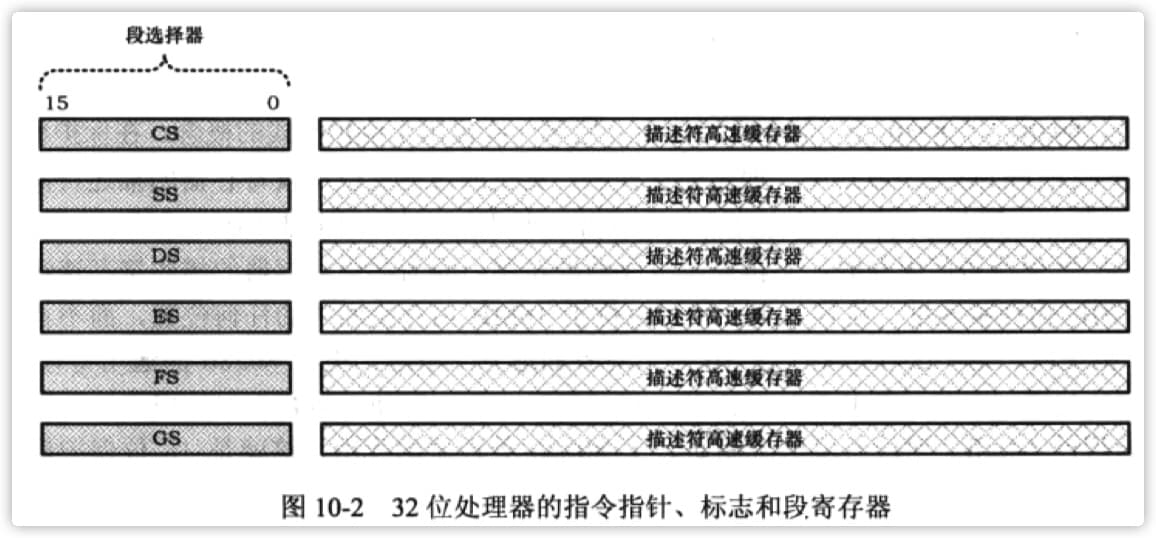 段选择器
15 0
CS 描述符高速缓存器
SS 描述符高速缓存器
DS 描述符高速缓存器
ES 描述符高速缓存器
FS 描述符高速缓存器
GS 描述符高速缓存器
图 10-2 32 位处理器的指令指针、标志和段寄存器